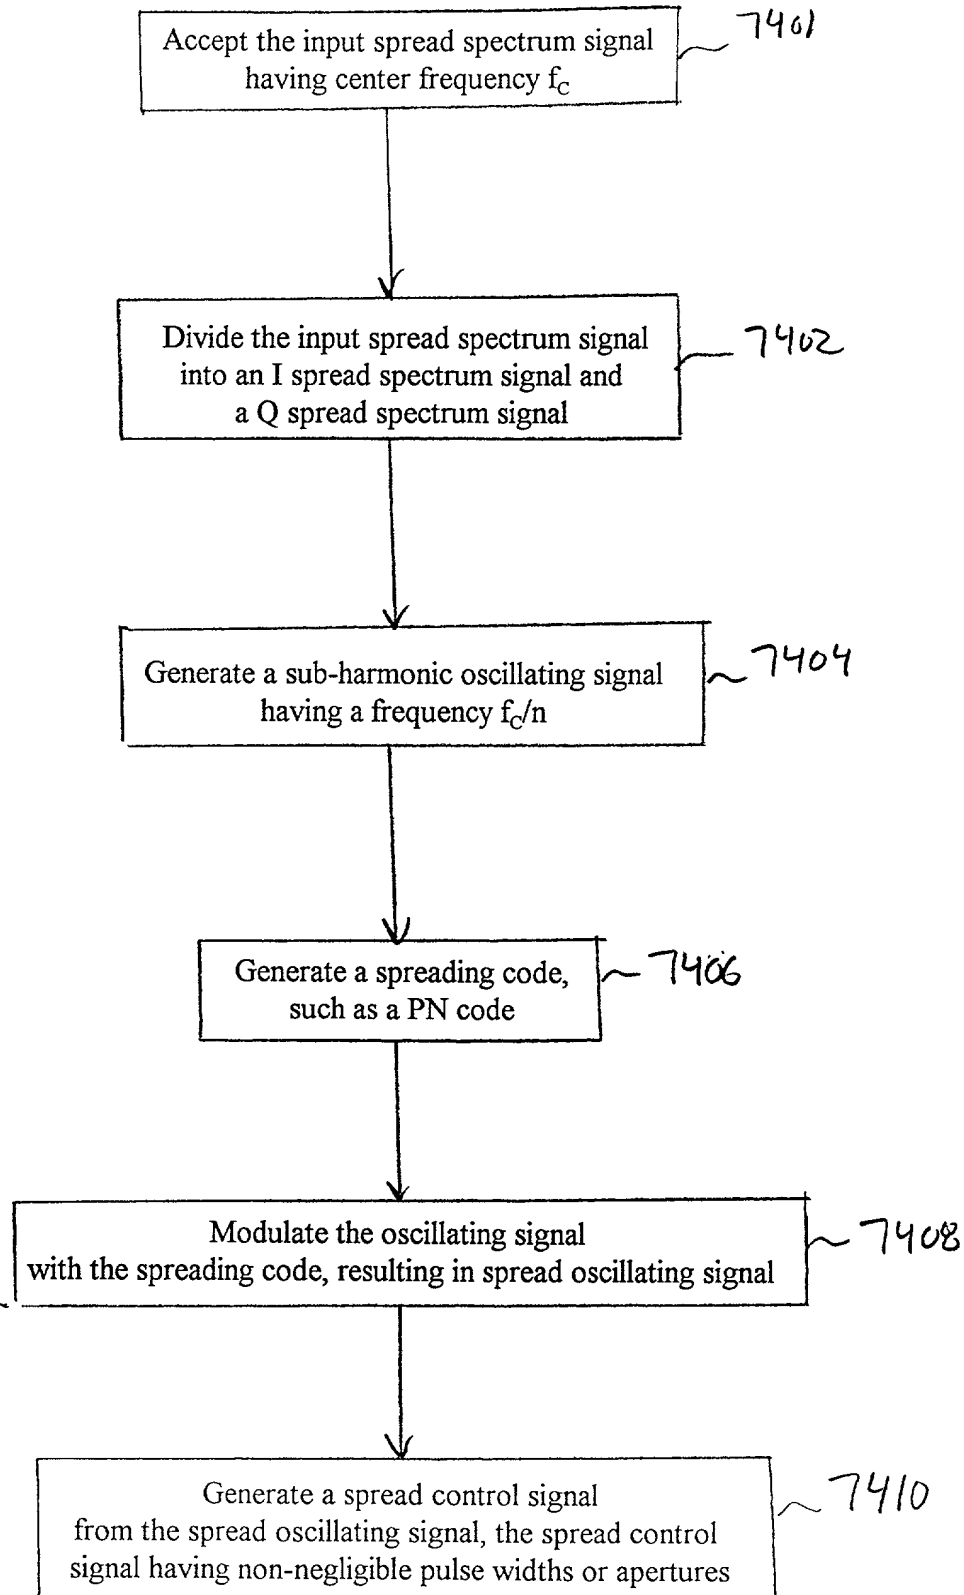 Accept the input spread spectrum signal
having center frequency fC
7401
Divide the input spread spectrum signal
into an I spread spectrum signal and
a Q spread spectrum signal
7402
Generate a sub-harmonic oscillating signal
having a frequency fC/n
7404
Generate a spreading code,
such as a PN code
7406
Modulate the oscillating signal
with the spreading code, resulting in spread oscillating signal
7408
Generate a spread control signal
from the spread oscillating signal, the spread control
signal having non-negligible pulse widths or apertures
7410